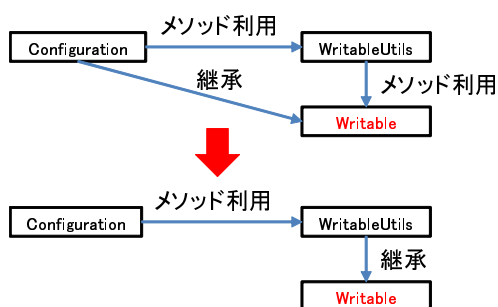 メソッド利用
Configuration
WritableUtils
継承
メソッド利用
Writable
メソッド利用
Configuration
WritableUtils
継承
Writable